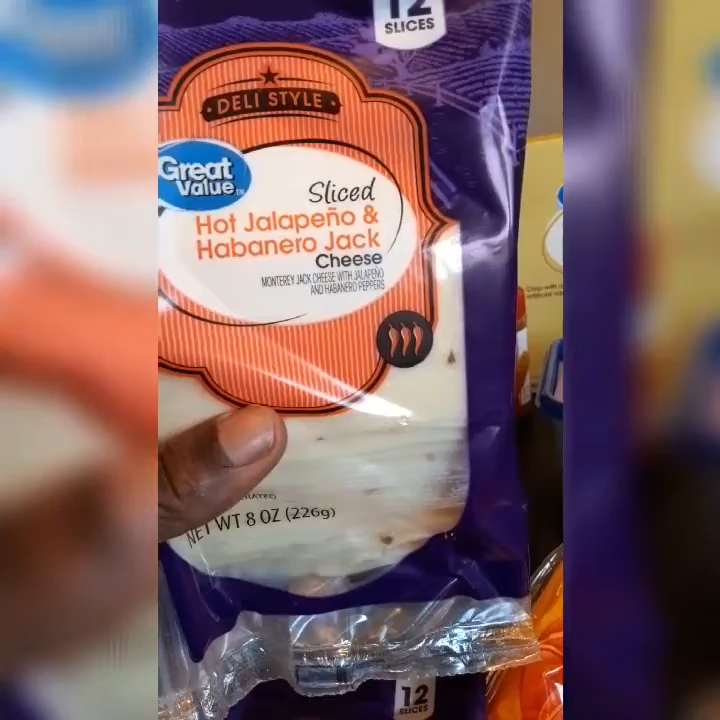 12
SLICES
DELI STYLE
Great
Value
Sliced
Hot Jalapeño &
Habanero Jack
Cheese
MONTEREY JACK CHEESE WITH JALAPEÑO
AND HABANERO PEPPERS
NET WT 8 OZ (226g)
12
SLICES